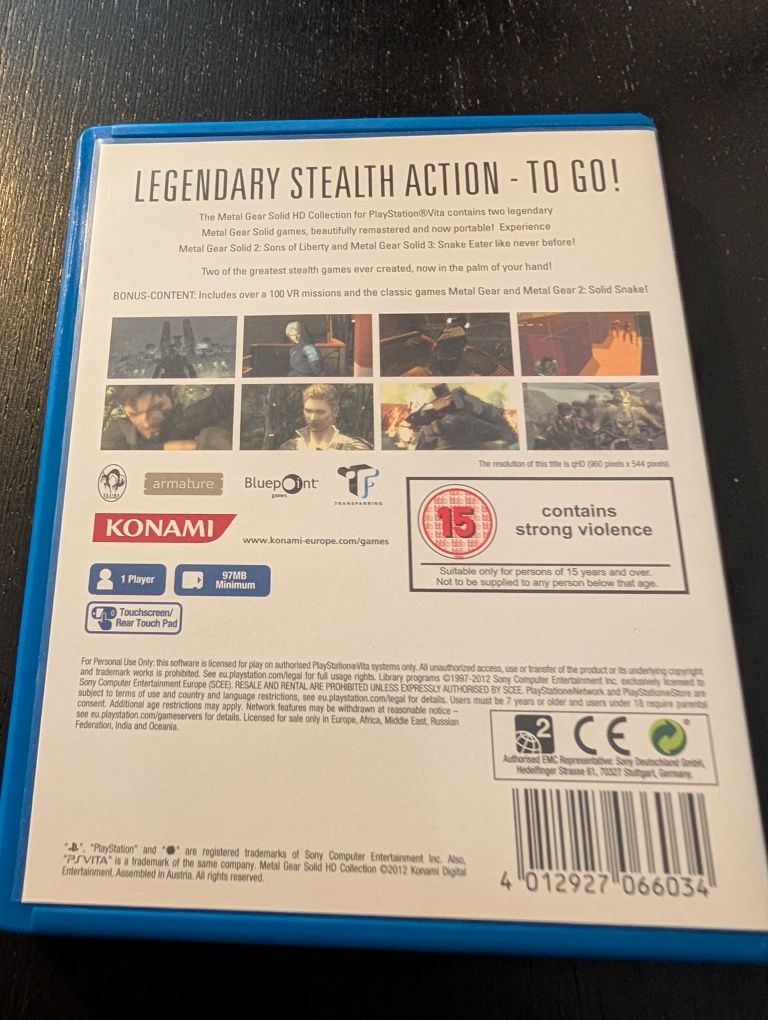 LEGENDARY STEALTH ACTION - TO GO!
The Metal Gear Solid HD Collection for PlayStation®Vita contains two legendary
Metal Gear Solid games, beautifully remastered and now portable! Experience
Metal Gear Solid 2: Sons of Liberty and Metal Gear Solid 3: Snake Eater like never before!
Two of the greatest stealth games ever created, now in the palm of your hand!
BONUS-CONTENT: Includes over a 100 VR missions and the classic games Metal Gear and Metal Gear 2: Solid Snake!
The resolution of this title is qHD (960 pixels x 544 pixels).
armature
Bluepoint
games
TRANSFARING
KONAMI
www.konami-europe.com/games
15
contains
strong violence
Suitable only for persons of 15 years and over.
Not to be supplied to any person below that age.
1 Player
97MB
Minimum
Touchscreen/
Rear Touch Pad
For Personal Use Only: this software is licensed for play on authorised PlayStation®Vita systems only. All unauthorized access, use or transfer of the product or its underlying copyright
and trademark works is prohibited. See eu.playstation.com/legal for full usage rights. Library programs ©1997-2012 Sony Computer Entertainment Inc. exclusively licensed to
Sony Computer Entertainment Europe (SCEE). RESALE AND RENTAL ARE PROHIBITED UNLESS EXPRESSLY AUTHORISED BY SCEE. PlayStation®Network and PlayStation®Store are
subject to terms of use and country and language restrictions, see eu.playstation.com/legal for details. Users must be 7 years or older and users under 18 require parental
consent. Additional age restrictions may apply. Network features may be withdrawn at reasonable notice –
see eu.playstation.com/gameservers for details. Licensed for sale only in Europe, Africa, Middle East, Russian
Federation, India and Oceania.
2
CE
Authorised EMC Representative: Sony Deutschland GmbH,
Hedelfinger Strasse 61, 70327 Stuttgart, Germany.
"PlayStation" and are registered trademarks of Sony Computer Entertainment Inc. Also,
"PSVITA" is a trademark of the same company. Metal Gear Solid HD Collection ©2012 Konami Digital
Entertainment. Assembled in Austria. All rights reserved.
4 012927 066034